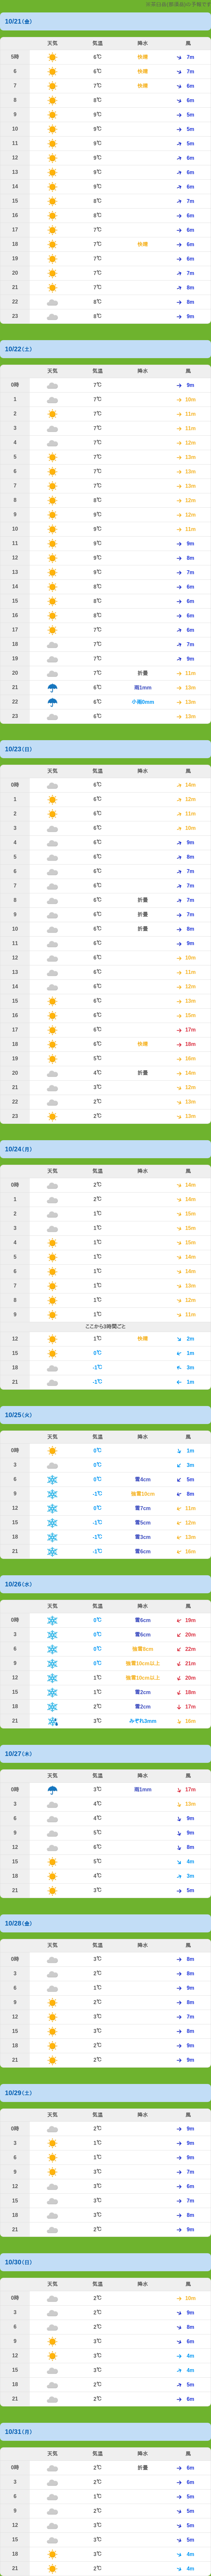 10/21(金)
天気 気温 降水 風
5時 6℃ 快晴 7m
6 6℃ 快晴 7m
7 7℃ 快晴 6m
8 8℃ 6m
9 9℃ 5m
10 9℃ 5m
11 9℃ 5m
12 9℃ 6m
13 9℃ 6m
14 9℃ 6m
15 8℃ 7m
16 8℃ 6m
17 7℃ 6m
18 7℃ 快晴 6m
19 7℃ 6m
20 7℃ 7m
21 7℃ 8m
22 8℃ 8m
23 8℃ 9m
10/22(土)
天気 気温 降水 風
0時 7℃ 9m
1 7℃ 10m
2 7℃ 11m
3 7℃ 11m
4 7℃ 12m
5 7℃ 13m
6 7℃ 13m
7 7℃ 13m
8 8℃ 12m
9 9℃ 12m
10 9℃ 11m
11 9℃ 9m
12 9℃ 8m
13 9℃ 7m
14 8℃ 6m
15 8℃ 6m
16 8℃ 6m
17 7℃ 6m
18 7℃ 7m
19 7℃ 9m
20 7℃ 折畳 11m
21 6℃ 雨1mm 13m
22 6℃ 小雨0mm 13m
23 6℃ 13m
10/23(日)
天気 気温 降水 風
0時 6℃ 14m
1 6℃ 12m
2 6℃ 11m
3 6℃ 10m
4 6℃ 9m
5 6℃ 8m
6 6℃ 7m
7 6℃ 7m
8 6℃ 折畳 7m
9 6℃ 折畳 7m
10 6℃ 折畳 8m
11 6℃ 9m
12 6℃ 10m
13 6℃ 11m
14 6℃ 12m
15 6℃ 13m
16 6℃ 15m
17 6℃ 17m
18 6℃ 快晴 18m
19 5℃ 16m
20 4℃ 折畳 14m
21 3℃ 12m
22 2℃ 13m
23 2℃ 13m
10/24(月)
天気 気温 降水 風
0時 2℃ 14m
1 2℃ 14m
2 1℃ 15m
3 1℃ 15m
4 1℃ 15m
5 1℃ 14m
6 1℃ 14m
7 1℃ 13m
8 1℃ 12m
9 1℃ 11m
ここから3時間ごと
12 1℃ 快晴 2m
15 0℃ 1m
18 -1℃ 3m
21 -1℃ 1m
10/25(火)
天気 気温 降水 風
0時 0℃ 1m
3 0℃ 3m
6 0℃ 雪4cm 5m
9 -1℃ 強雪10cm 8m
12 0℃ 雪7cm 11m
15 -1℃ 雪5cm 12m
18 -1℃ 雪3cm 13m
21 -1℃ 雪6cm 16m
10/26(水)
天気 気温 降水 風
0時 0℃ 雪6cm 19m
3 0℃ 雪6cm 20m
6 0℃ 強雪8cm 22m
9 0℃ 強雪10cm以上 21m
12 1℃ 強雪10cm以上 20m
15 1℃ 雪2cm 18m
18 2℃ 雪2cm 17m
21 3℃ みぞれ3mm 16m
10/27(木)
天気 気温 降水 風
0時 3℃ 雨1mm 17m
3 4℃ 13m
6 4℃ 9m
9 5℃ 9m
12 6℃ 8m
15 5℃ 4m
18 4℃ 3m
21 3℃ 5m
10/28(金)
天気 気温 降水 風
0時 3℃ 8m
3 2℃ 8m
6 1℃ 9m
9 2℃ 8m
12 3℃ 7m
15 3℃ 8m
18 2℃ 9m
21 2℃ 9m
10/29(土)
天気 気温 降水 風
0時 2℃ 9m
3 1℃ 9m
6 1℃ 9m
9 3℃ 7m
12 3℃ 6m
15 3℃ 7m
18 3℃ 8m
21 2℃ 9m
10/30(日)
天気 気温 降水 風
0時 2℃ 10m
3 2℃ 9m
6 2℃ 8m
9 3℃ 6m
12 3℃ 4m
15 3℃ 4m
18 2℃ 5m
21 2℃ 6m
10/31(月)
天気 気温 降水 風
0時 2℃ 折畳 6m
3 2℃ 6m
6 1℃ 5m
9 2℃ 5m
12 3℃ 5m
15 3℃ 5m
18 3℃ 4m
21 2℃ 4m